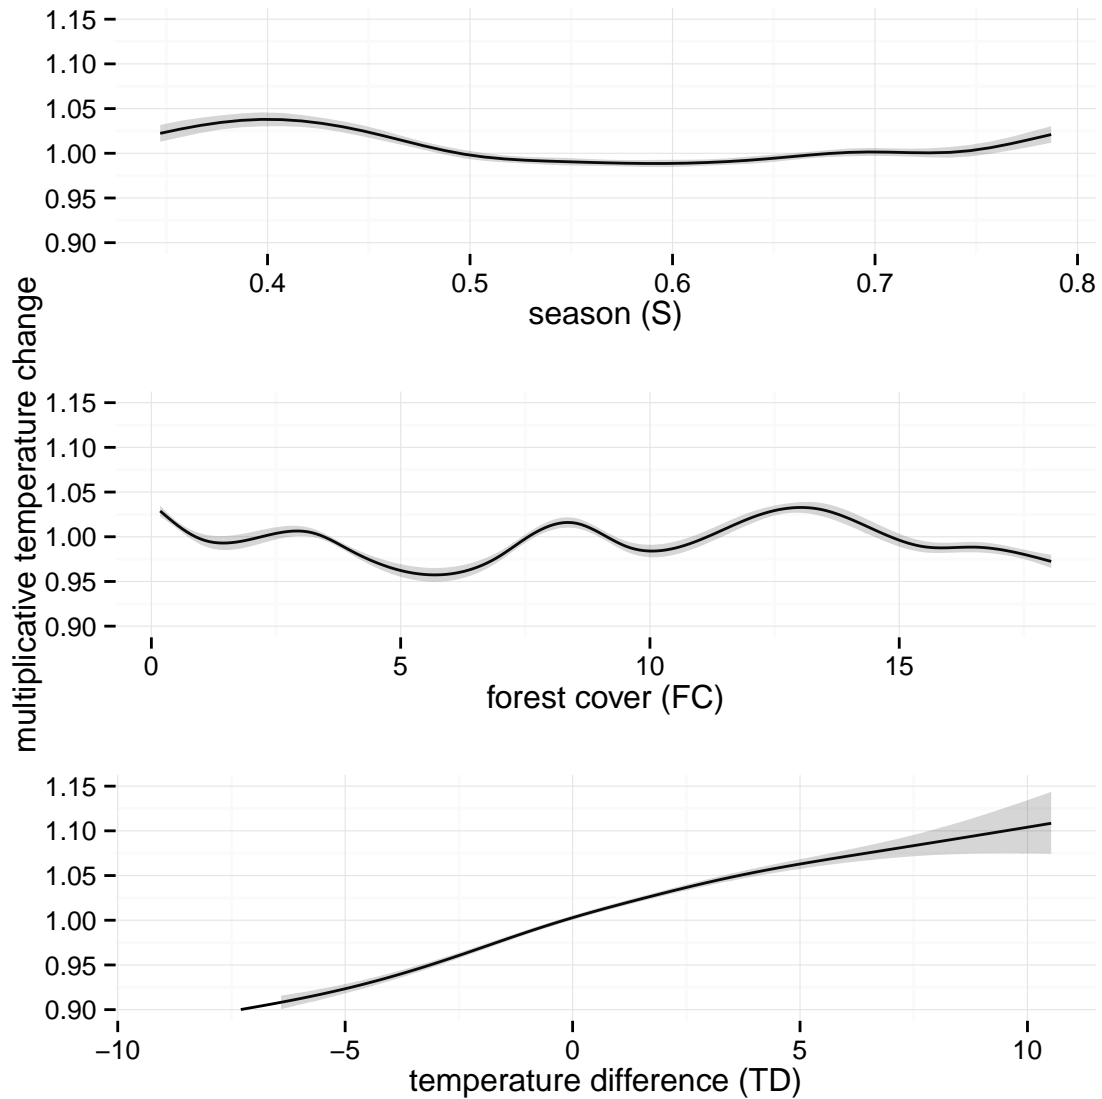 multiplicative temperature change
1.15
1.10
1.05
1.00
0.95
0.90
0.4 0.5 0.6 0.7 0.8
season (S)
1.15
1.10
1.05
1.00
0.95
0.90
0 5 10 15
forest cover (FC)
1.15
1.10
1.05
1.00
0.95
0.90
−10 −5 0 5 10
temperature difference (TD)